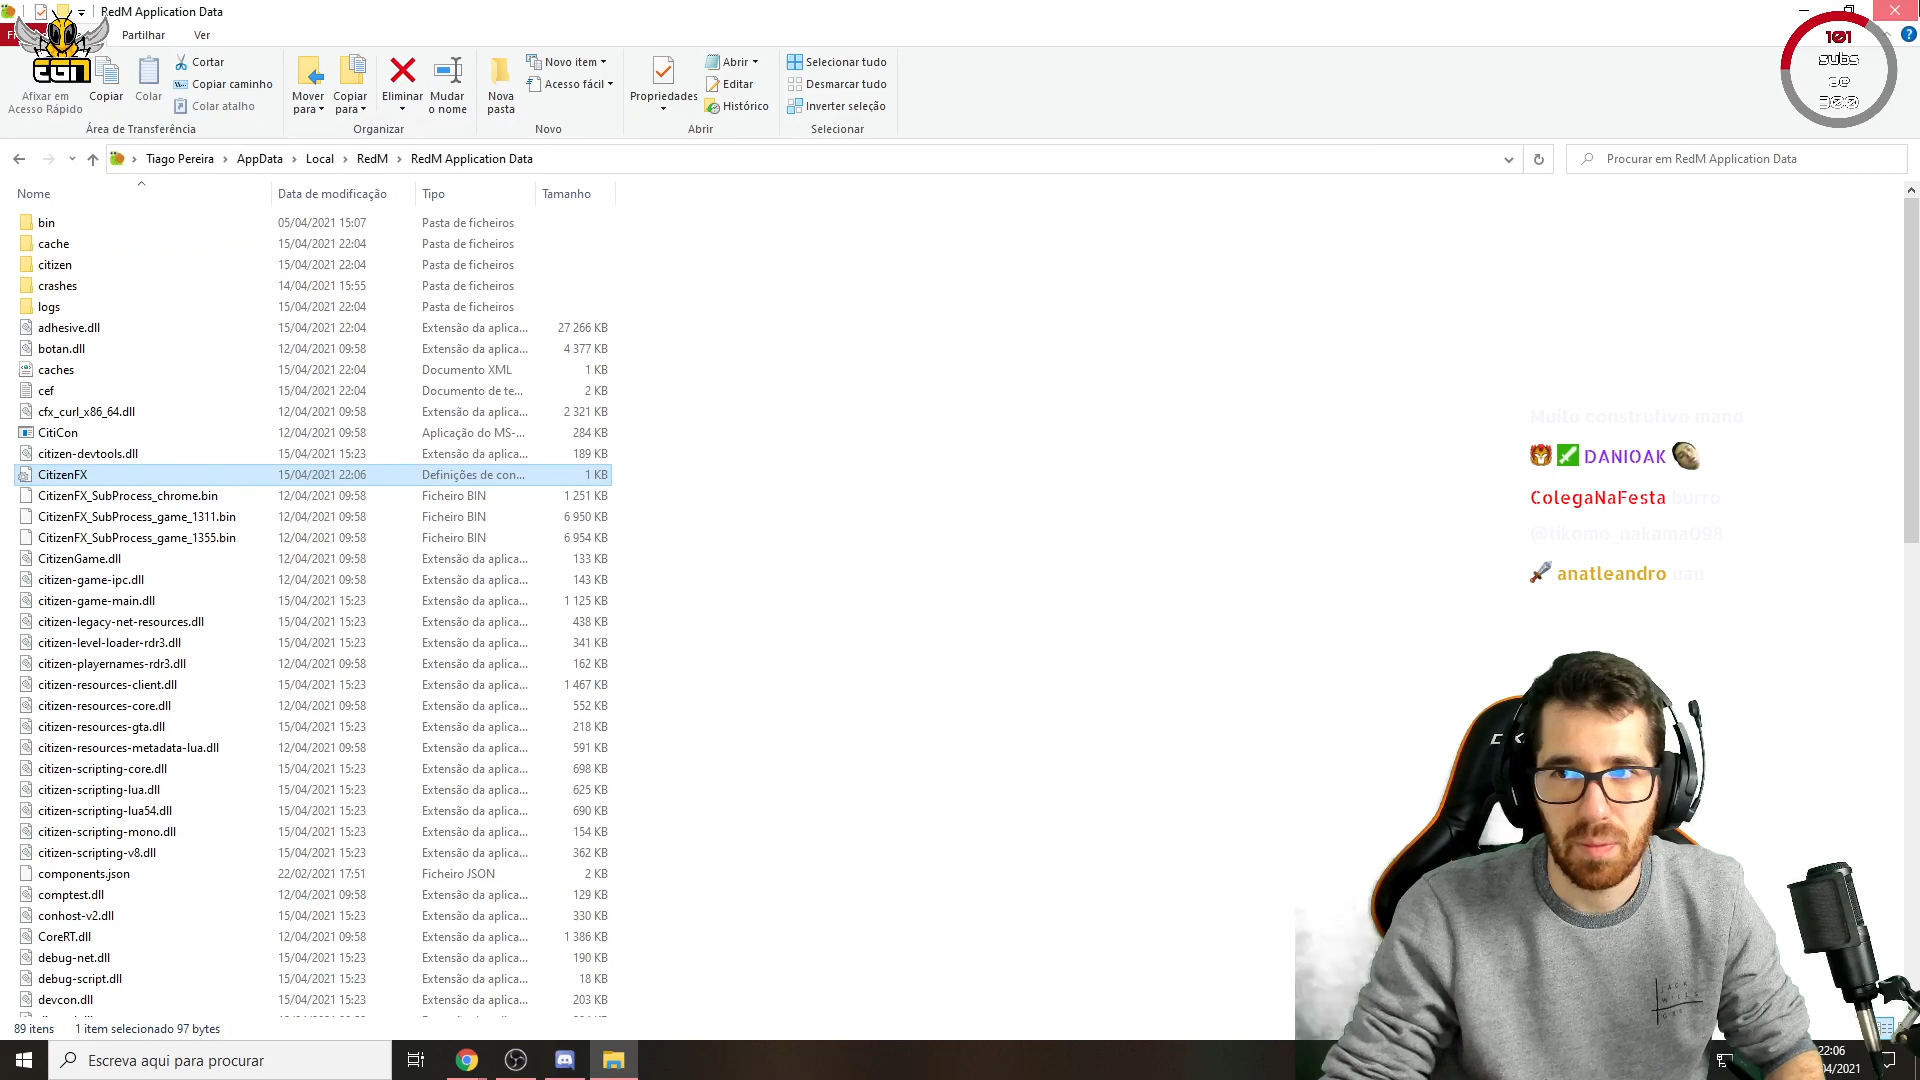 RedM Application Data
Partilhar
Ver
EGN
Afixar em
Acesso Rápido
Copiar
Colar
Cortar
Copiar caminho
Colar atalho
Área de Transferência
Mover
para
Copiar
para
Eliminar
Mudar
o nome
Organizar
Nova
pasta
Novo item
Acesso fácil
Novo
Propriedades
Abrir
Editar
Histórico
Abrir
Selecionar tudo
Desmarcar tudo
Inverter seleção
Selecionar
101
subs
de
300
Tiago Pereira
AppData
Local
RedM
RedM Application Data
Procurar em RedM Application Data
Nome Data de modificação Tipo Tamanho
bin 05/04/2021 15:07 Pasta de ficheiros
cache 15/04/2021 22:04 Pasta de ficheiros
citizen 15/04/2021 22:04 Pasta de ficheiros
crashes 14/04/2021 15:55 Pasta de ficheiros
logs 15/04/2021 22:04 Pasta de ficheiros
adhesive.dll 15/04/2021 22:04 Extensão da aplica... 27 266 KB
botan.dll 12/04/2021 09:58 Extensão da aplica... 4 377 KB
caches 15/04/2021 22:04 Documento XML 1 KB
cef 15/04/2021 22:04 Documento de te... 2 KB
cfx_curl_x86_64.dll 12/04/2021 09:58 Extensão da aplica... 2 321 KB
CitiCon 12/04/2021 09:58 Aplicação do MS-... 284 KB
citizen-devtools.dll 15/04/2021 15:23 Extensão da aplica... 189 KB
CitizenFX 15/04/2021 22:06 Definições de con... 1 KB
CitizenFX_SubProcess_chrome.bin 12/04/2021 09:58 Ficheiro BIN 1 251 KB
CitizenFX_SubProcess_game_1311.bin 12/04/2021 09:58 Ficheiro BIN 6 950 KB
CitizenFX_SubProcess_game_1355.bin 12/04/2021 09:58 Ficheiro BIN 6 954 KB
CitizenGame.dll 12/04/2021 09:58 Extensão da aplica... 133 KB
citizen-game-ipc.dll 12/04/2021 09:58 Extensão da aplica... 143 KB
citizen-game-main.dll 15/04/2021 15:23 Extensão da aplica... 1 125 KB
citizen-legacy-net-resources.dll 15/04/2021 15:23 Extensão da aplica... 438 KB
citizen-level-loader-rdr3.dll 15/04/2021 15:23 Extensão da aplica... 341 KB
citizen-playernames-rdr3.dll 12/04/2021 09:58 Extensão da aplica... 162 KB
citizen-resources-client.dll 15/04/2021 15:23 Extensão da aplica... 1 467 KB
citizen-resources-core.dll 12/04/2021 09:58 Extensão da aplica... 552 KB
citizen-resources-gta.dll 15/04/2021 15:23 Extensão da aplica... 218 KB
citizen-resources-metadata-lua.dll 12/04/2021 09:58 Extensão da aplica... 591 KB
citizen-scripting-core.dll 15/04/2021 15:23 Extensão da aplica... 698 KB
citizen-scripting-lua.dll 15/04/2021 15:23 Extensão da aplica... 625 KB
citizen-scripting-lua54.dll 15/04/2021 15:23 Extensão da aplica... 690 KB
citizen-scripting-mono.dll 15/04/2021 15:23 Extensão da aplica... 154 KB
citizen-scripting-v8.dll 15/04/2021 15:23 Extensão da aplica... 362 KB
components.json 22/02/2021 17:51 Ficheiro JSON 2 KB
comptest.dll 12/04/2021 09:58 Extensão da aplica... 129 KB
conhost-v2.dll 15/04/2021 15:23 Extensão da aplica... 330 KB
CoreRT.dll 12/04/2021 09:58 Extensão da aplica... 1 386 KB
debug-net.dll 15/04/2021 15:23 Extensão da aplica... 190 KB
debug-script.dll 15/04/2021 15:23 Extensão da aplica... 18 KB
devcon.dll 15/04/2021 15:23 Extensão da aplica... 203 KB
Muito construtivo mano
DANIOAK
ColegaNaFesta burro
@tikomo_nakama098
anatleandro uau
JACK
WILLS
89 itens 1 item selecionado 97 bytes
Escreva aqui para procurar
22:06
04/2021